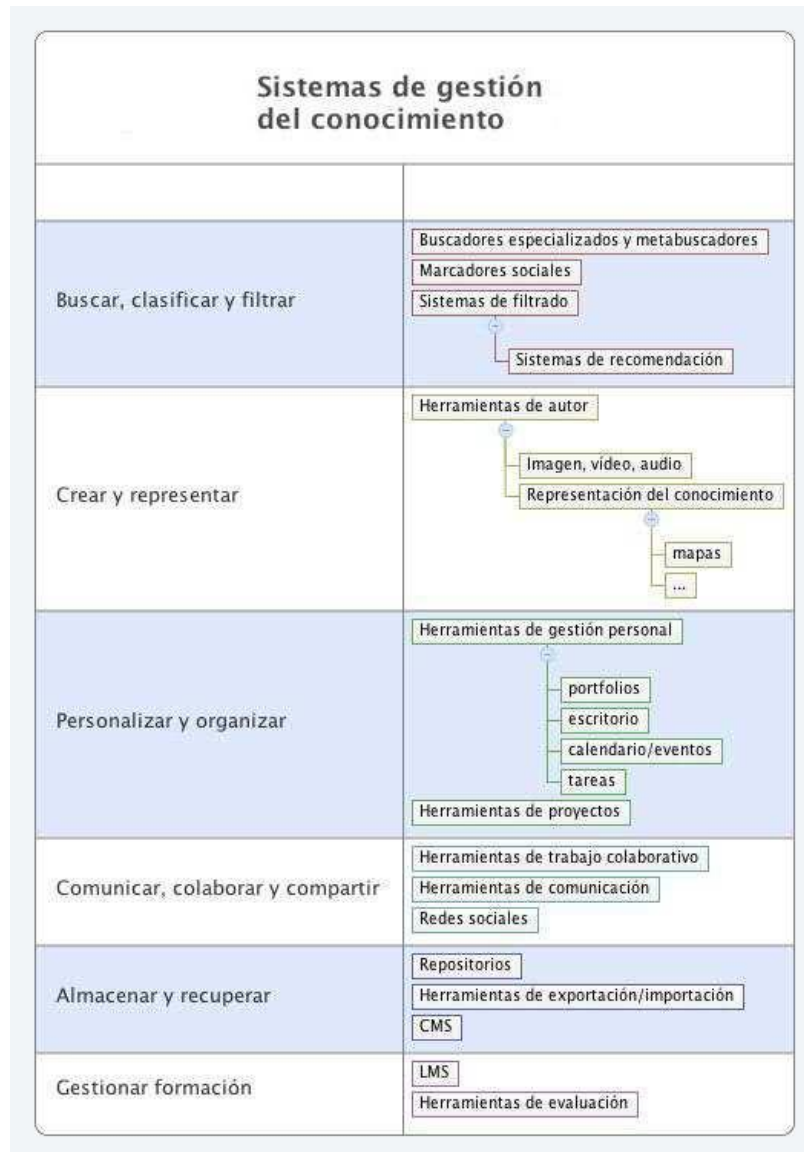 Sistemas de gestión
del conocimiento
Buscar, clasificar y filtrar
Buscadores especializados y metabuscadores
Marcadores sociales
Sistemas de filtrado
Sistemas de recomendación
Crear y representar
Herramientas de autor
Imagen, vídeo, audio
Representación del conocimiento
mapas
...
Personalizar y organizar
Herramientas de gestión personal
portfolios
escritorio
calendario/eventos
tareas
Herramientas de proyectos
Comunicar, colaborar y compartir
Herramientas de trabajo colaborativo
Herramientas de comunicación
Redes sociales
Almacenar y recuperar
Repositorios
Herramientas de exportación/importación
CMS
Gestionar formación
LMS
Herramientas de evaluación